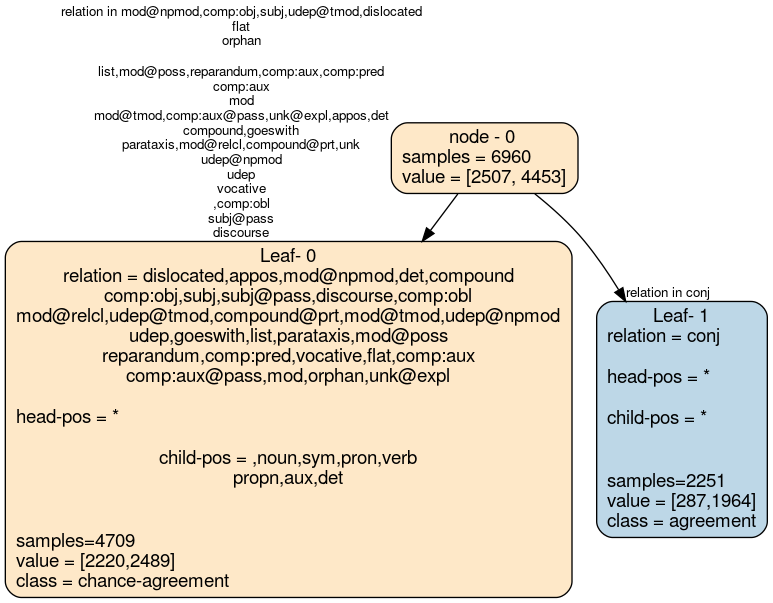 relation in mod@npmod,comp:obj,subj,udep@tmod,dislocated
flat
orphan
list,mod@poss,reparandum,comp:aux,comp:pred
comp:aux
mod
mod@tmod,comp:aux@pass,unk@expl,appos,det
compound,goeswith
parataxis,mod@relcl,compound@prt,unk
udep@npmod
udep
vocative
,comp:obl
subj@pass
discourse
node - 0
samples = 6960
value = [2507, 4453]
Leaf- 0
relation = dislocated,appos,mod@npmod,det,compound
comp:obj,subj,subj@pass,discourse,comp:obl
mod@relcl,udep@tmod,compound@prt,mod@tmod,udep@npmod
udep,goeswith,list,parataxis,mod@poss
reparandum,comp:pred,vocative,flat,comp:aux
comp:aux@pass,mod,orphan,unk@expl
head-pos = *
child-pos = ,noun,sym,pron,verb
propn,aux,det
samples=4709
value = [2220,2489]
class = chance-agreement
relation in conj
Leaf- 1
relation = conj
head-pos = *
child-pos = *
samples=2251
value = [287,1964]
class = agreement